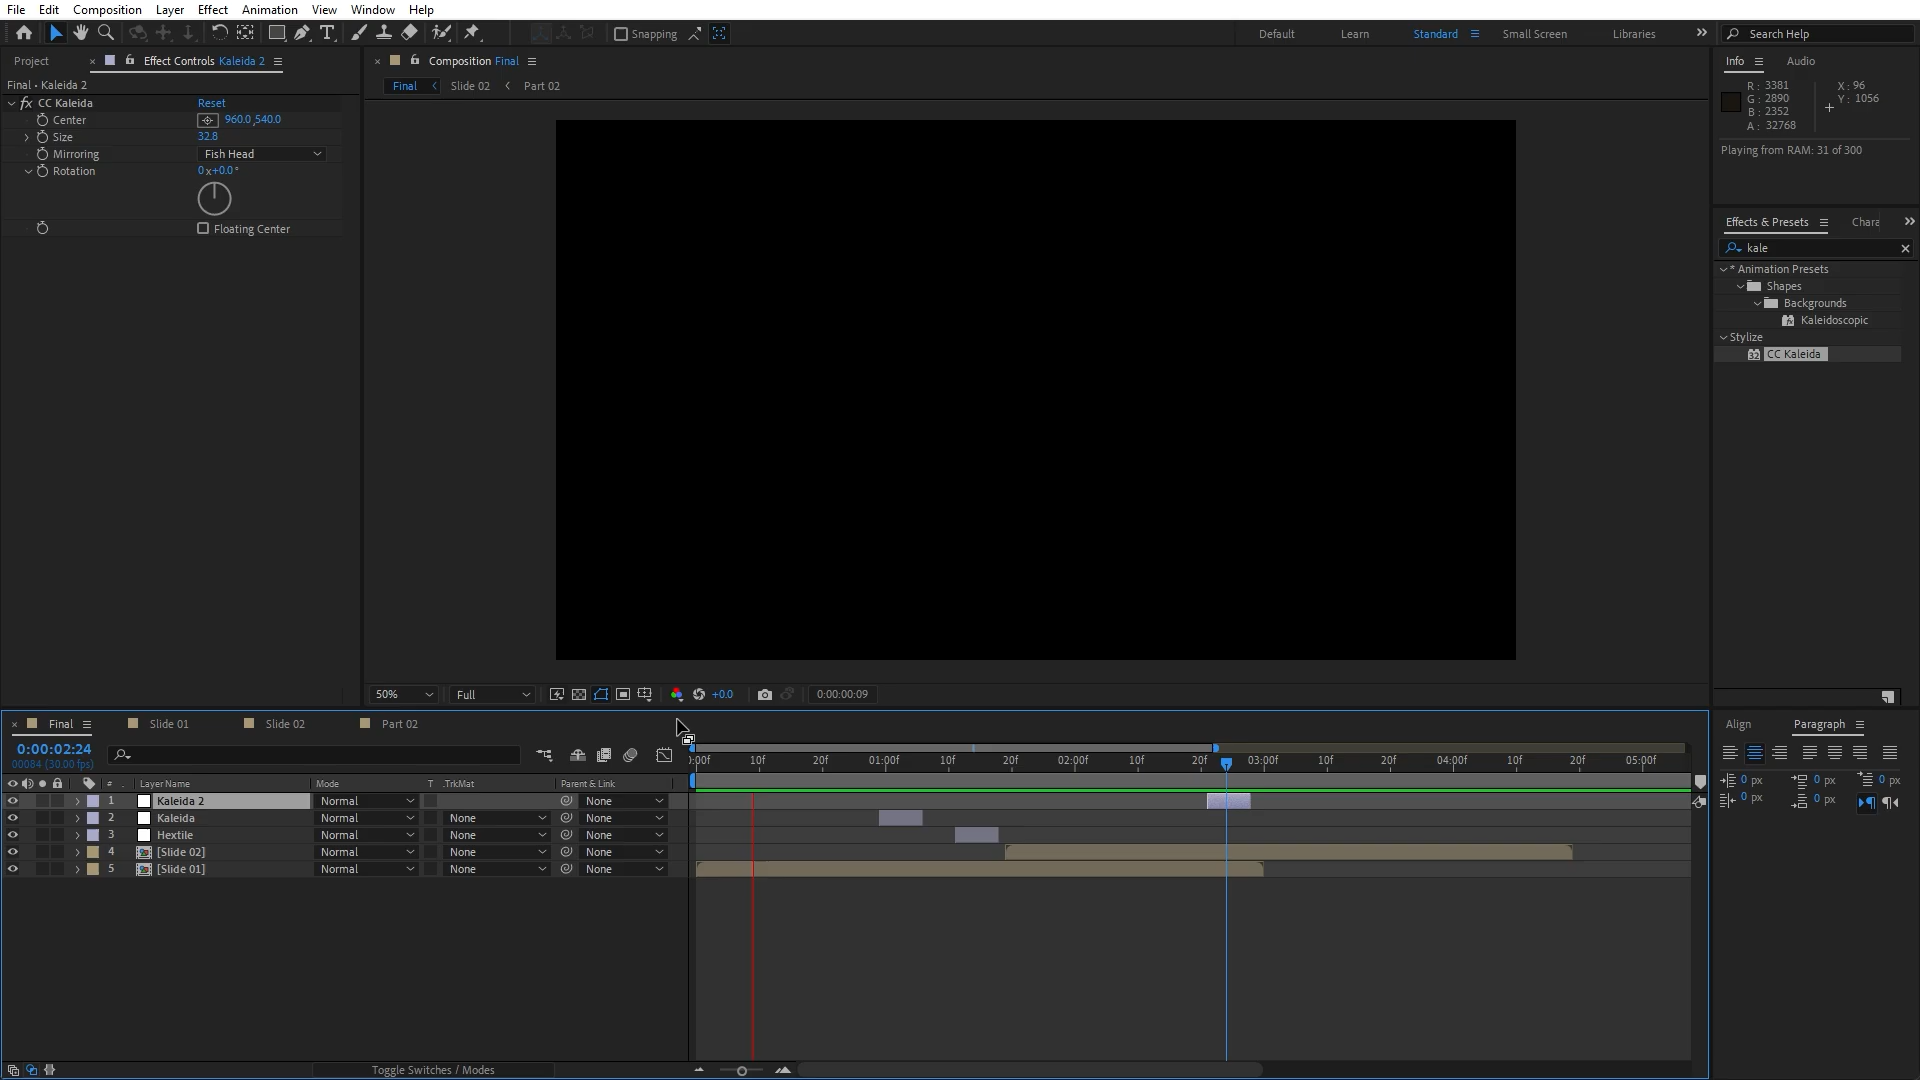 File Edit Composition Layer Effect Animation View Window Help
Snapping
Default Learn Standard Small Screen Libraries
Search Help
Project
Effect Controls Kaleida 2
Final • Kaleida 2
CC Kaleida Reset
Center 960.0 ,540.0
Size 32.8
Mirroring Fish Head
Rotation 0x+0.0°
Floating Center
Composition Final
Final Slide 02 Part 02
50% Full +0.0 0:00:00:09
Info Audio
R : 3381
G : 2890
B : 2352
A : 32768
X : 96
Y : 1056
Playing from RAM: 31 of 300
Effects & Presets Chara
kale
* Animation Presets
Shapes
Backgrounds
Kaleidoscopic
Stylize
32 CC Kaleida
Final Slide 01 Slide 02 Part 02
0:00:02:24
00084 (30.00 fps)
:00f 10f 20f 01:00f 10f 20f 02:00f 10f 20f 03:00f 10f 20f 04:00f 10f 20f 05:00f
# Layer Name Mode T .TrkMat Parent & Link
1 Kaleida 2 Normal None
2 Kaleida Normal None None
3 Hextile Normal None None
4 [Slide 02] Normal None None
5 [Slide 01] Normal None None
Toggle Switches / Modes
Align Paragraph
0 px 0 px 0 px
0 px 0 px